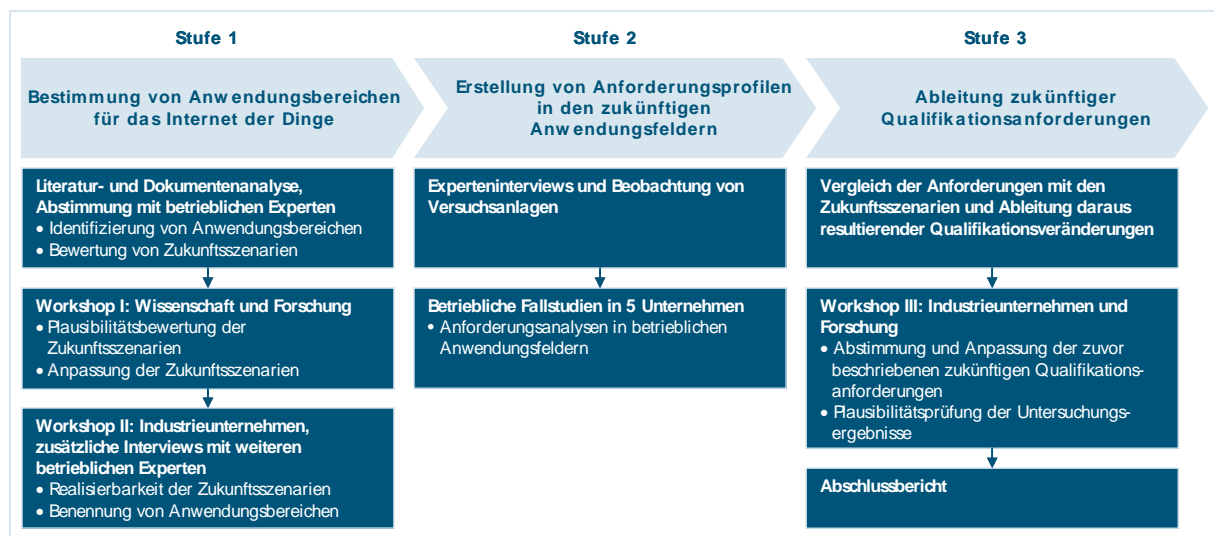 Stufe 1
Bestimmung von Anwendungsbereichen
für das Internet der Dinge
Literatur- und Dokumentenanalyse,
Abstimmung mit betrieblichen Experten
• Identifizierung von Anwendungsbereichen
• Bewertung von Zukunftsszenarien
Workshop I: Wissenschaft und Forschung
• Plausibilitätsbewertung der
Zukunftsszenarien
• Anpassung der Zukunftsszenarien
Workshop II: Industrieunternehmen,
zusätzliche Interviews mit weiteren
betrieblichen Experten
• Realisierbarkeit der Zukunftsszenarien
• Benennung von Anwendungsbereichen
Stufe 2
Erstellung von Anforderungsprofilen
in den zukünftigen
Anwendungsfeldern
Experteninterviews und Beobachtung von
Versuchsanlagen
Betriebliche Fallstudien in 5 Unternehmen
• Anforderungsanalysen in betrieblichen
Anwendungsfeldern
Stufe 3
Ableitung zukünftiger
Qualifikationsanforderungen
Vergleich der Anforderungen mit den
Zukunftsszenarien und Ableitung daraus
resultierender Qualifikationsveränderungen
Workshop III: Industrieunternehmen und
Forschung
• Abstimmung und Anpassung der zuvor
beschriebenen zukünftigen Qualifikations-
anforderungen
• Plausibilitätsprüfung der Untersuchungs-
ergebnisse
Abschlussbericht